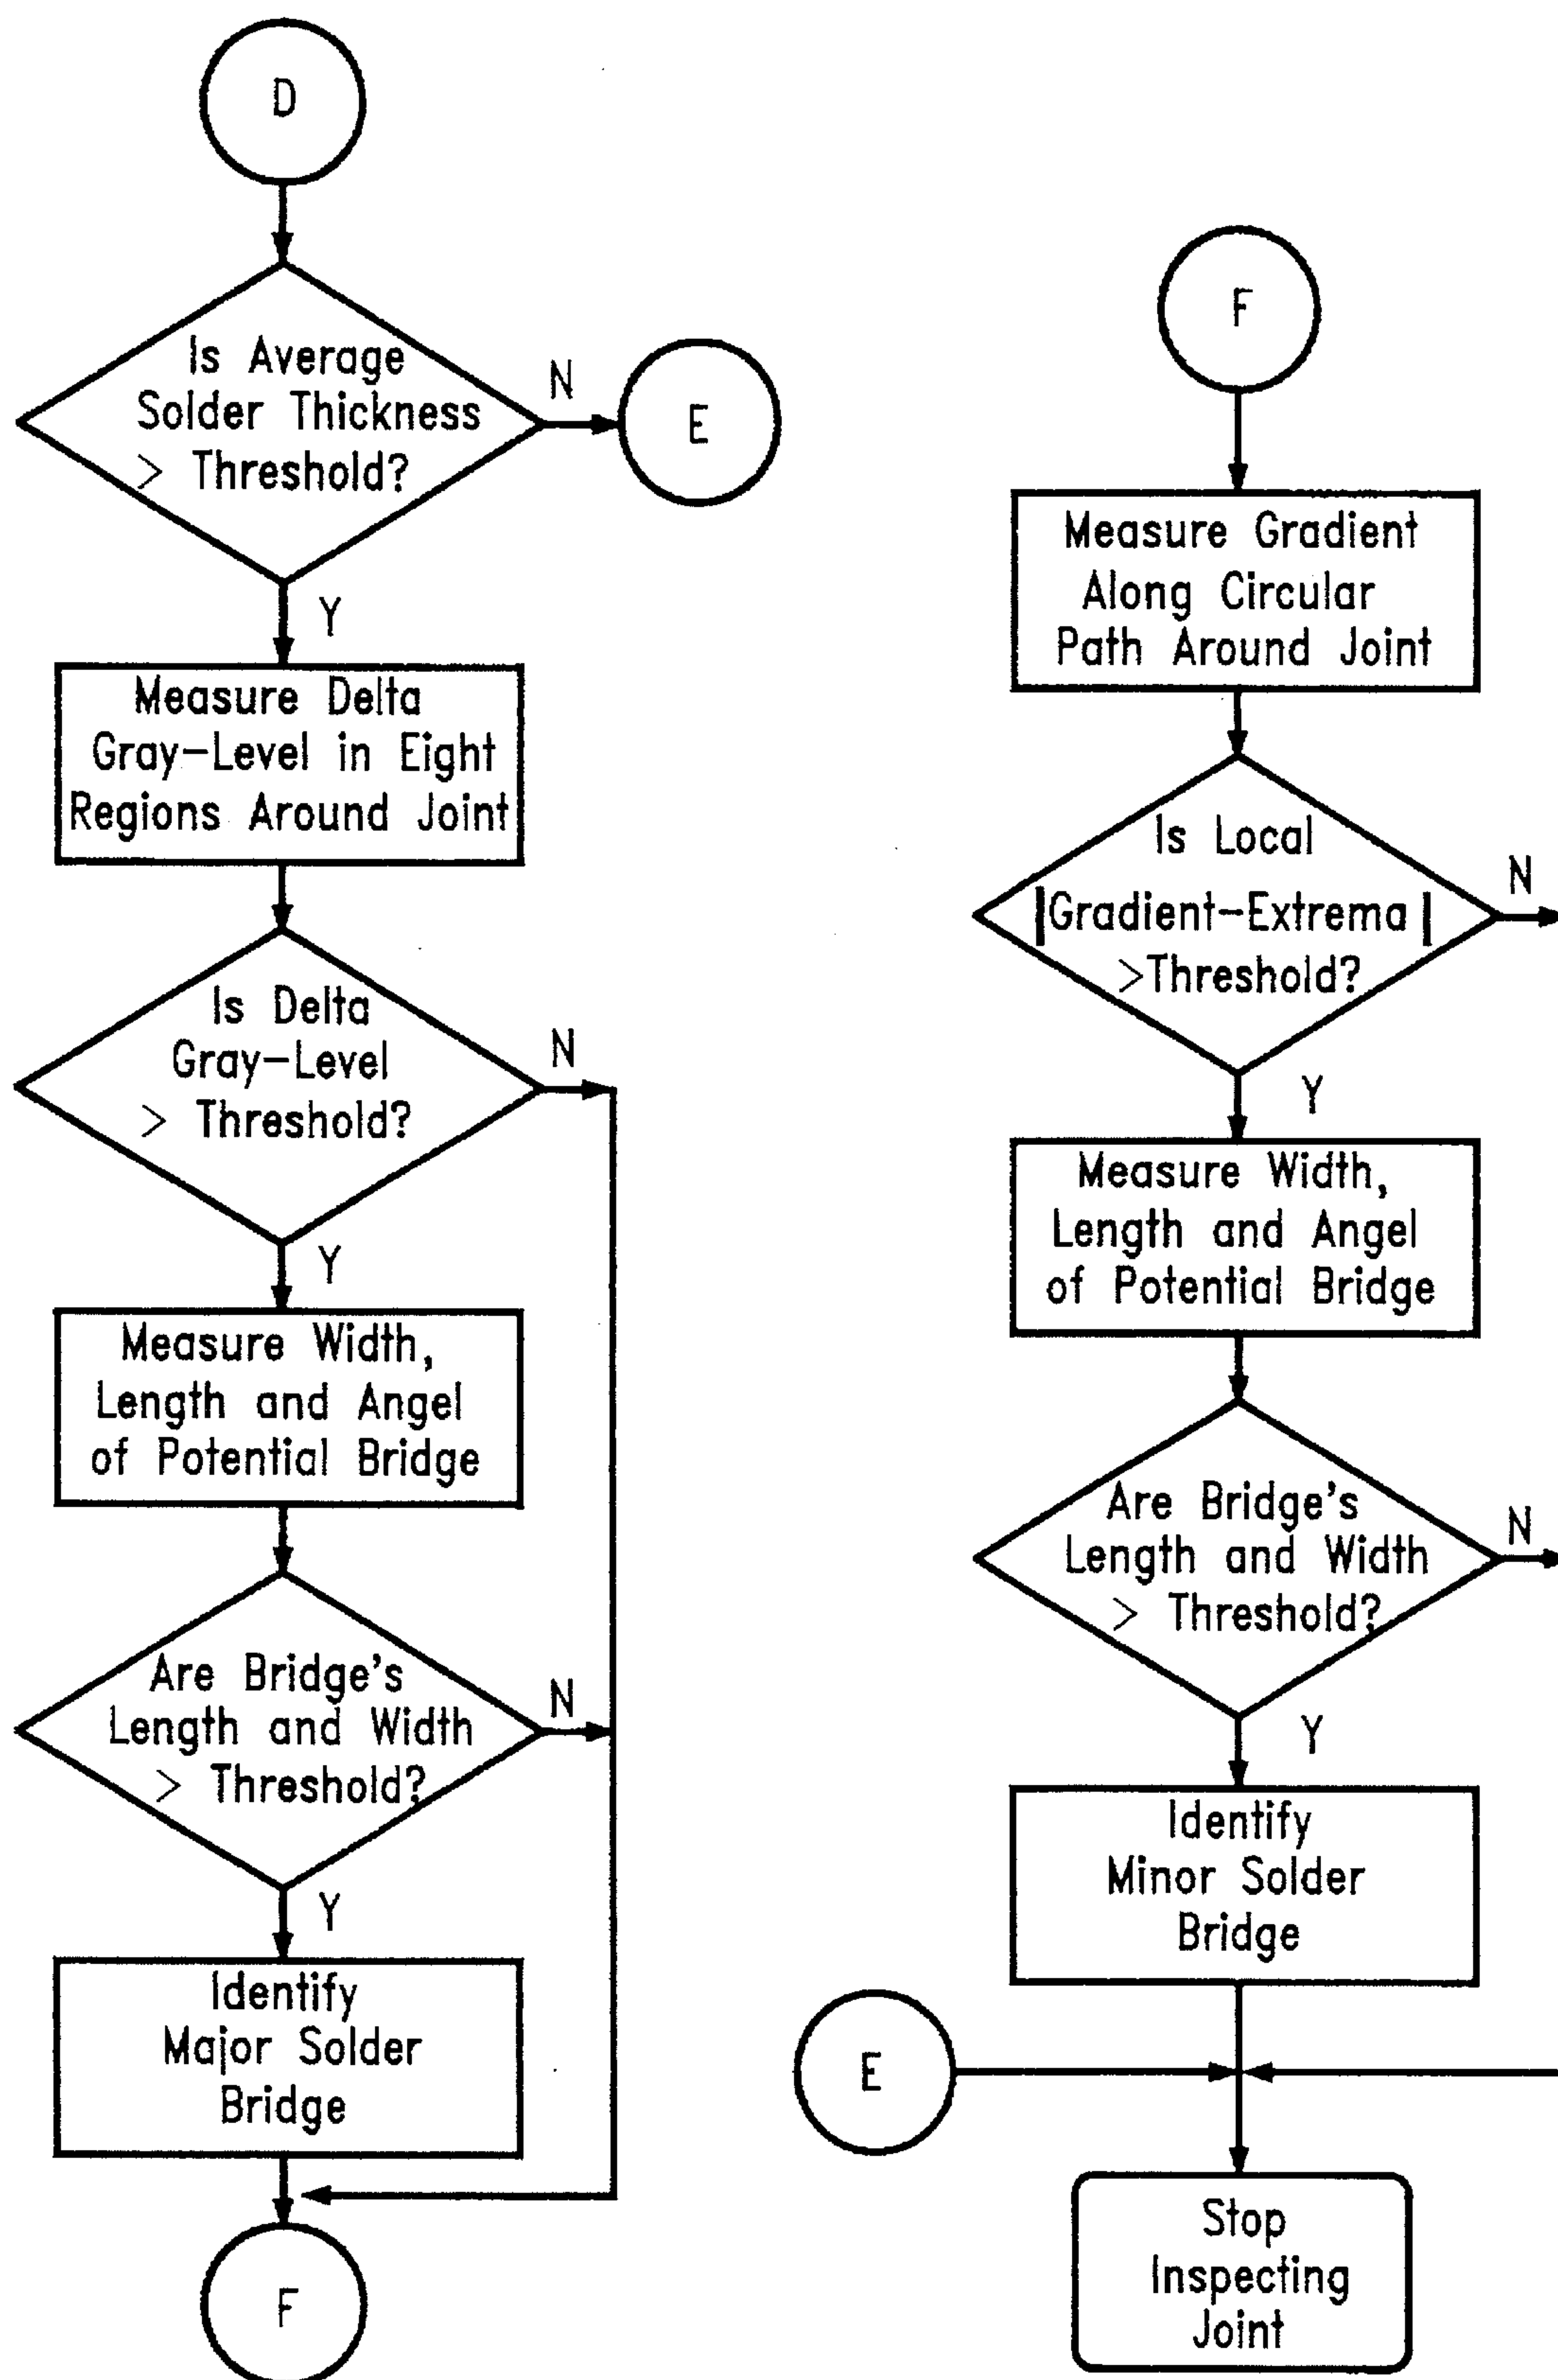 D
Is Average
Solder Thickness
> Threshold?
N
E
Y
Measure Delta
Gray-Level in Eight
Regions Around Joint
Is Delta
Gray-Level
> Threshold?
N
Y
Measure Width,
Length and Angel
of Potential Bridge
Are Bridge's
Length and Width
> Threshold?
N
Y
Identify
Major Solder
Bridge
F
F
Measure Gradient
Along Circular
Path Around Joint
Is Local
|Gradient-Extrema|
>Threshold?
N
Y
Measure Width,
Length and Angel
of Potential Bridge
Are Bridge's
Length and Width
> Threshold?
N
Y
Identify
Minor Solder
Bridge
E
Stop
Inspecting
Joint